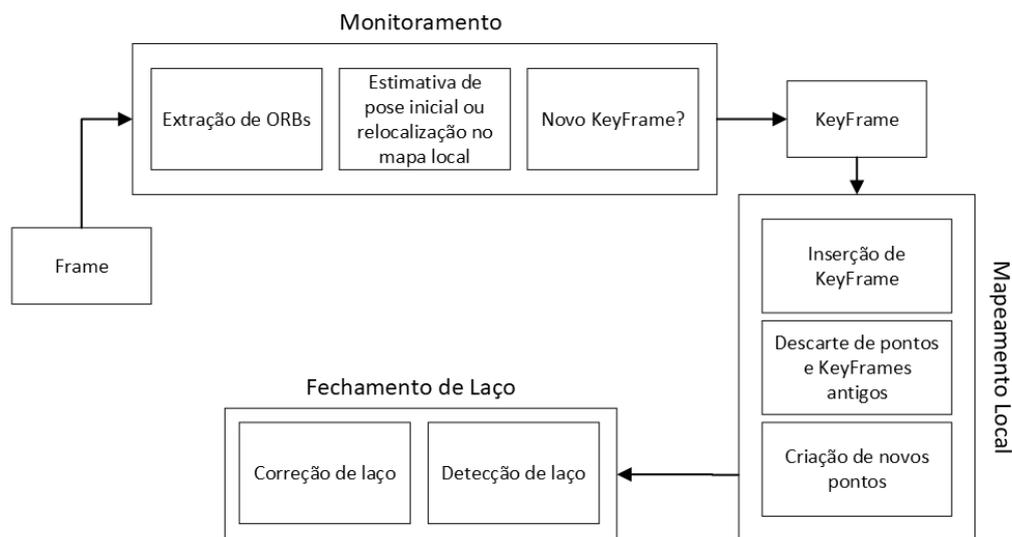 Monitoramento
Extração de ORBs
Estimativa de
pose inicial ou
relocalização no
mapa local
Novo KeyFrame?
KeyFrame
Frame
Inserção de
KeyFrame
Descarte de pontos
e KeyFrames
antigos
Criação de novos
pontos
Mapeamento Local
Fechamento de Laço
Correção de laço
Detecção de laço